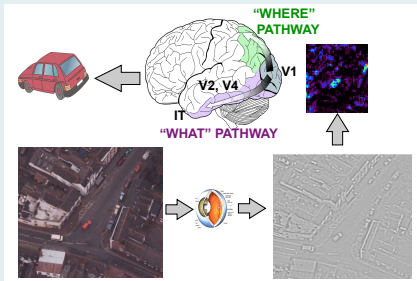 “WHERE”
PATHWAY
V1
V2, V4
IT
“WHAT” PATHWAY